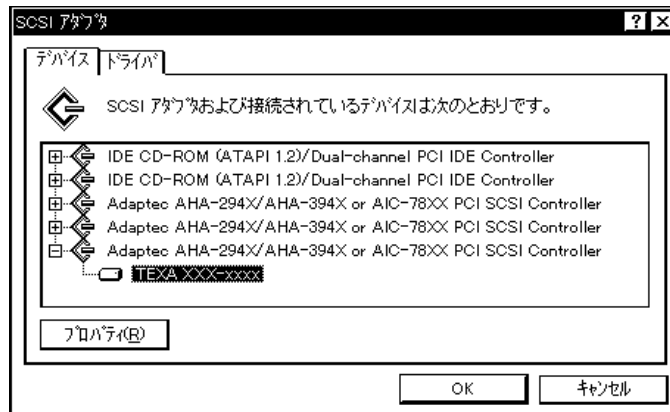 SCSI アダプタ
デバイス ドライバ
SCSI アダプタおよび接続されているデバイスは次のとおりです。
IDE CD-ROM (ATAPI 1.2)/Dual-channel PCI IDE Controller
IDE CD-ROM (ATAPI 1.2)/Dual-channel PCI IDE Controller
Adaptec AHA-294X/AHA-394X or AIC-78XX PCI SCSI Controller
Adaptec AHA-294X/AHA-394X or AIC-78XX PCI SCSI Controller
Adaptec AHA-294X/AHA-394X or AIC-78XX PCI SCSI Controller
TEXA XXX-xxxx
プロパティ(R)
OK キャンセル